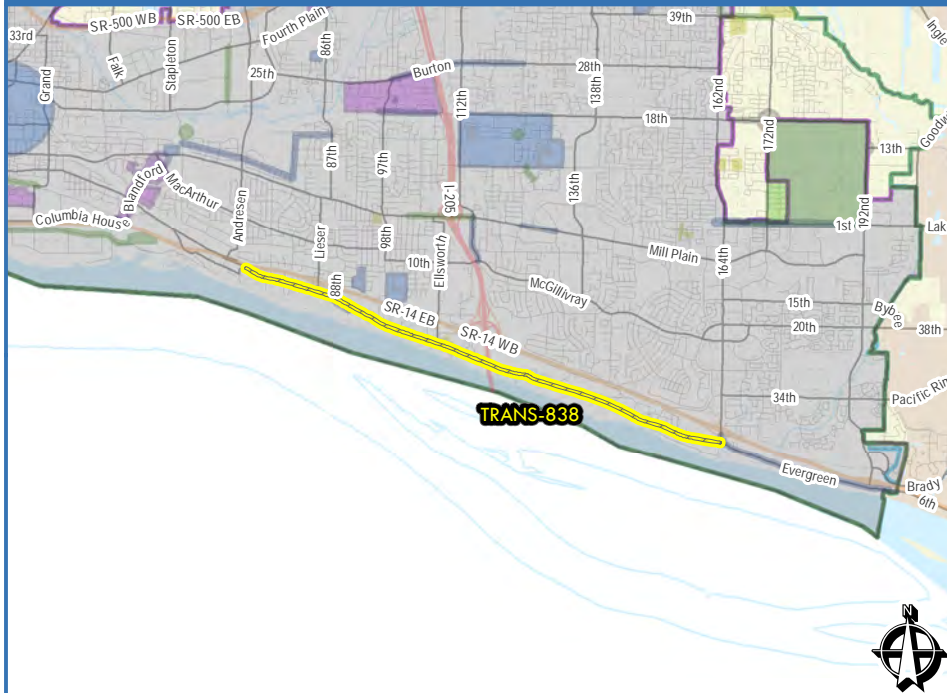 SR-500 WB
SR-500 EB
39th
Ingle
33rd
Fourth Plain
86th
Falk
Stapleton
Grand
25th
Burton
28th
138th
162nd
112th
18th
172nd
Goodw
13th
87th
97th
136th
Blandford
MacArthur
I-205
192nd
Columbia House
Andresen
Lieser
98th
Ellsworth
1st
Lak
Mill Plain
164th
10th
88th
McGillivray
SR-14 EB
15th
Bybee
20th
38th
SR-14 WB
34th
Pacific Rim
TRANS-838
Evergreen
Brady
6th
N